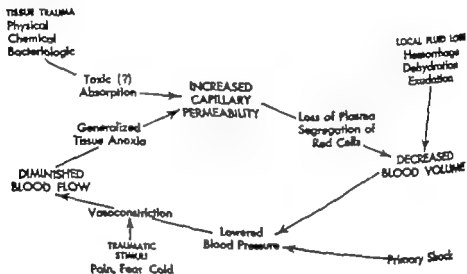 TISSUE TRAUMA
Physical
Chemical
Bacteriologic
Toxic (?)
Absorption
INCREASED
CAPILLARY
PERMEABILITY
LOCAL FLUID LOSS
Hemorrhage
Dehydration
Exudation
Loss of Plasma
Segregation of
Red Cells
Generalized
Tissue Anoxia
DECREASED
BLOOD VOLUME
DIMINISHED
BLOOD FLOW
Vasoconstriction
Lowered
Blood Pressure
TRAUMATIC
STIMULI
Pain, Fear Cold
Primary Shock